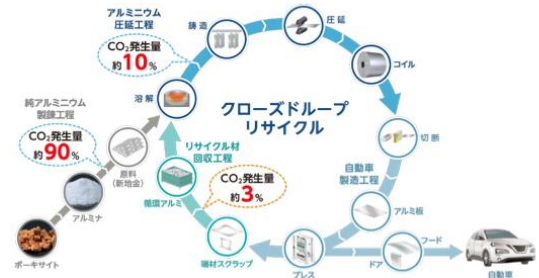 アルミニウム
圧延工程
CO₂発生量
約10%
鋳造
圧延
コイル
溶解
クローズドループ
リサイクル
切断
純アルミニウム
製錬工程
CO₂発生量
約90%
原料
(新地金)
アルミナ
ボーキサイト
リサイクル材
回収工程
循環アルミ
CO₂発生量
約3%
端材スクラップ
自動車
製造工程
アルミ板
プレス
ドア
フード
自動車